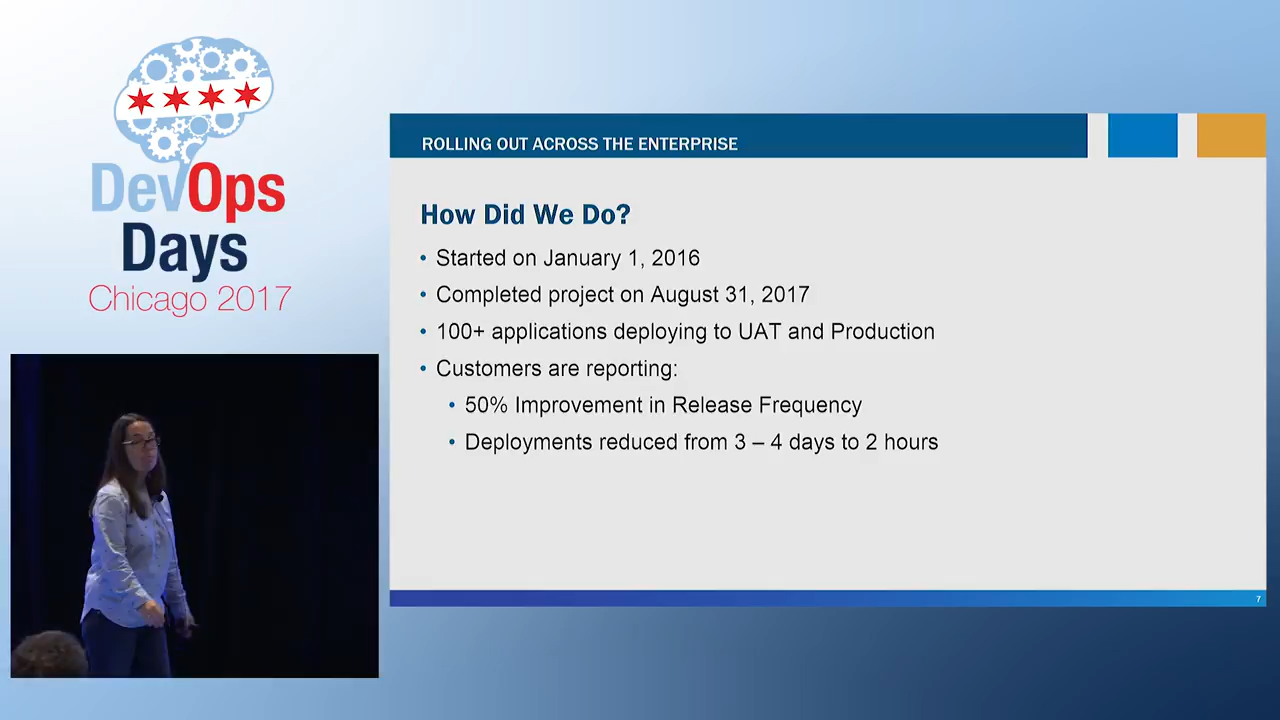 DevOps
Days
Chicago 2017
ROLLING OUT ACROSS THE ENTERPRISE
How Did We Do?
• Started on January 1, 2016
• Completed project on August 31, 2017
• 100+ applications deploying to UAT and Production
• Customers are reporting:
• 50% Improvement in Release Frequency
• Deployments reduced from 3 – 4 days to 2 hours
7